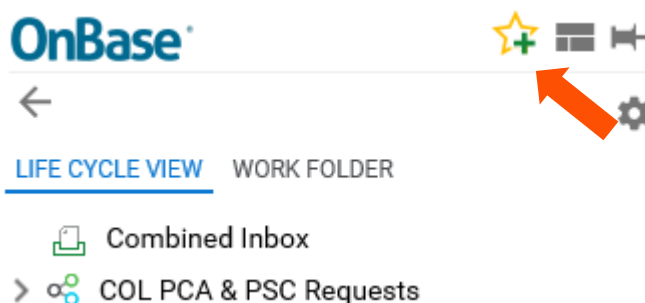 OnBase
LIFE CYCLE VIEW WORK FOLDER
Combined Inbox
COL PCA & PSC Requests